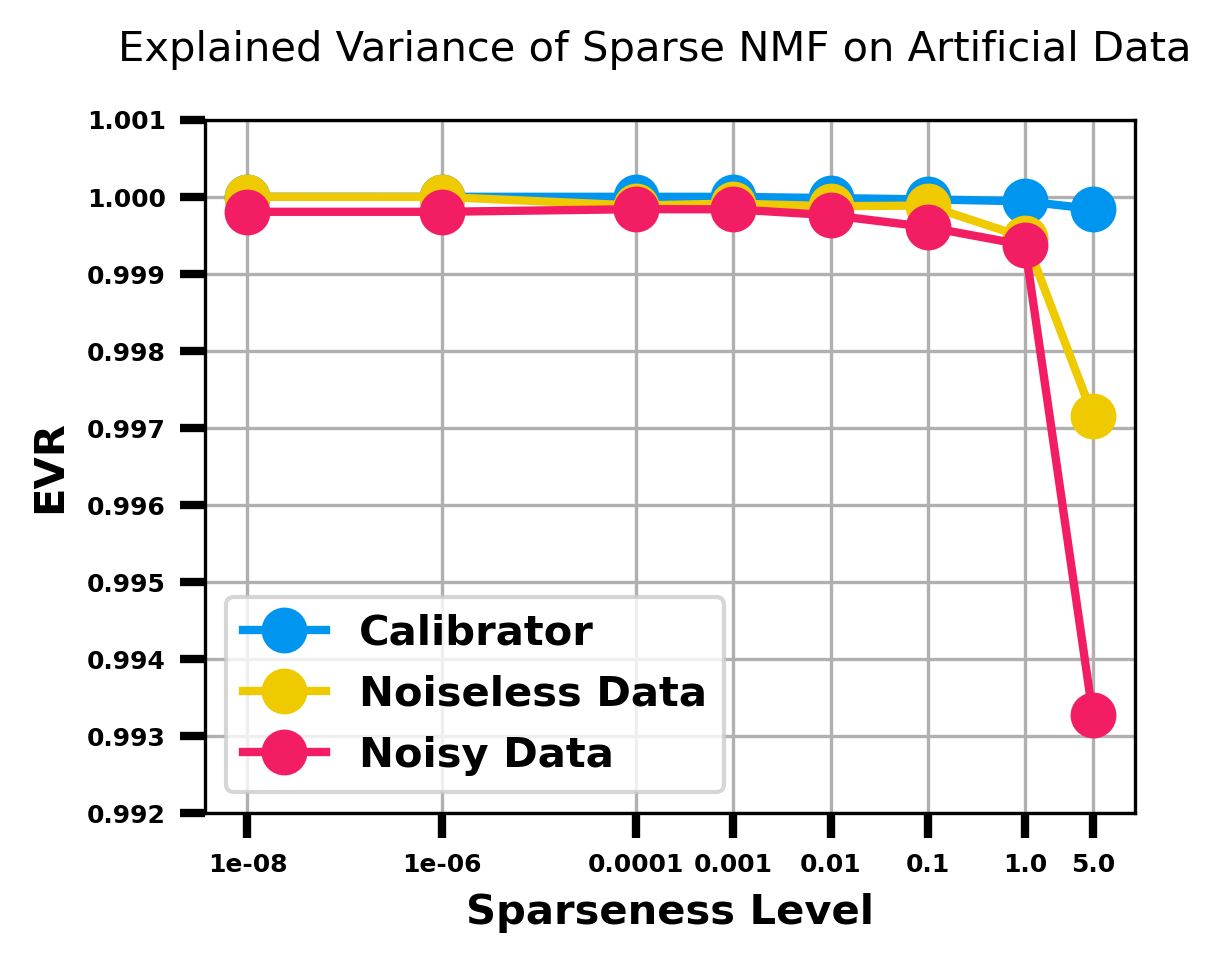 Explained Variance of Sparse NMF on Artificial Data
1.001
1.000
0.999
0.998
0.997
0.996
0.995
0.994
0.993
0.992
EVR
Calibrator
Noiseless Data
Noisy Data
1e-08 1e-06 0.0001 0.001 0.01 0.1 1.0 5.0
Sparseness Level